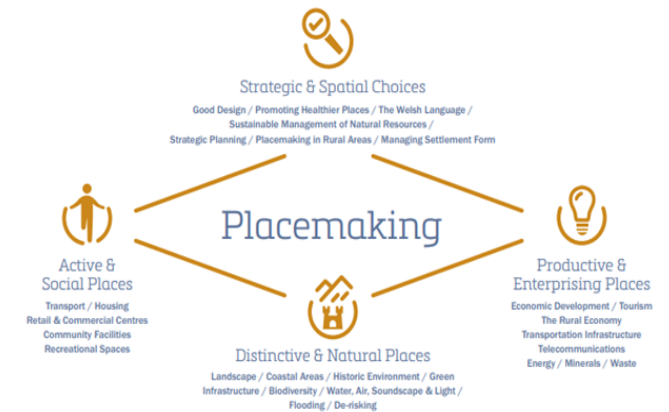 Strategic & Spatial Choices
Good Design / Promoting Healthier Places / The Welsh Language /
Sustainable Management of Natural Resources /
Strategic Planning / Placemaking in Rural Areas / Managing Settlement Form
Placemaking
Active &
Social Places
Transport / Housing
Retail & Commercial Centres
Community Facilities
Recreational Spaces
Productive &
Enterprising Places
Economic Development / Tourism
The Rural Economy
Transportation Infrastructure
Telecommunications
Energy / Minerals / Waste
Distinctive & Natural Places
Landscape / Coastal Areas / Historic Environment / Green
Infrastructure / Biodiversity / Water, Air, Soundscape & Light /
Flooding / De-risking